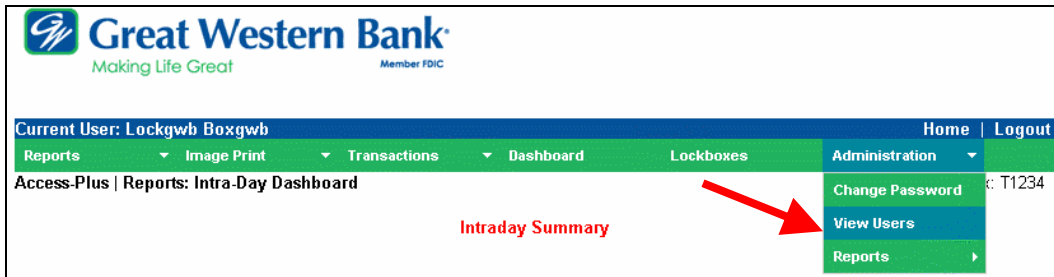 Great Western Bank
Making Life Great Member FDIC
Current User: Lockgwb Boxgwb Home | Logout
Reports Image Print Transactions Dashboard Lockboxes Administration
Access-Plus | Reports: Intra-Day Dashboard : T1234
Change Password
Intraday Summary View Users
Reports